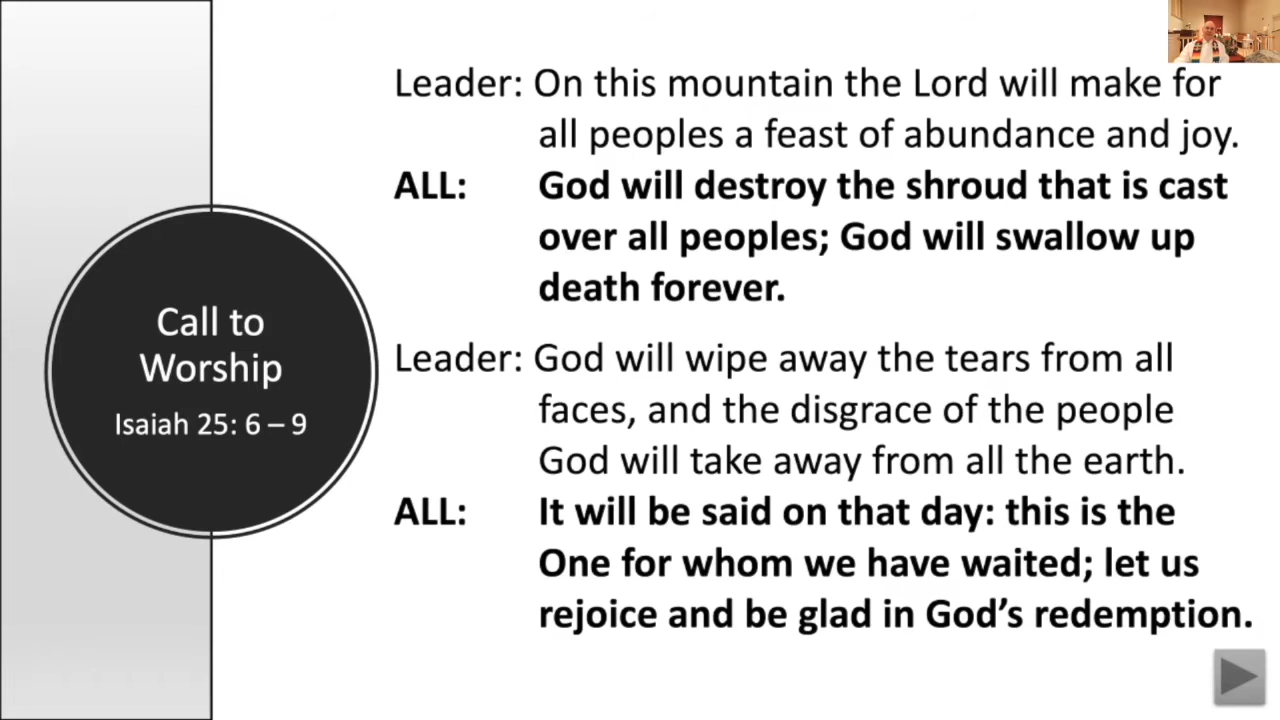 Call to
Worship
Isaiah 25: 6 – 9
Leader: On this mountain the Lord will make for
all peoples a feast of abundance and joy.
ALL: God will destroy the shroud that is cast
over all peoples; God will swallow up
death forever.
Leader: God will wipe away the tears from all
faces, and the disgrace of the people
God will take away from all the earth.
ALL: It will be said on that day: this is the
One for whom we have waited; let us
rejoice and be glad in God’s redemption.